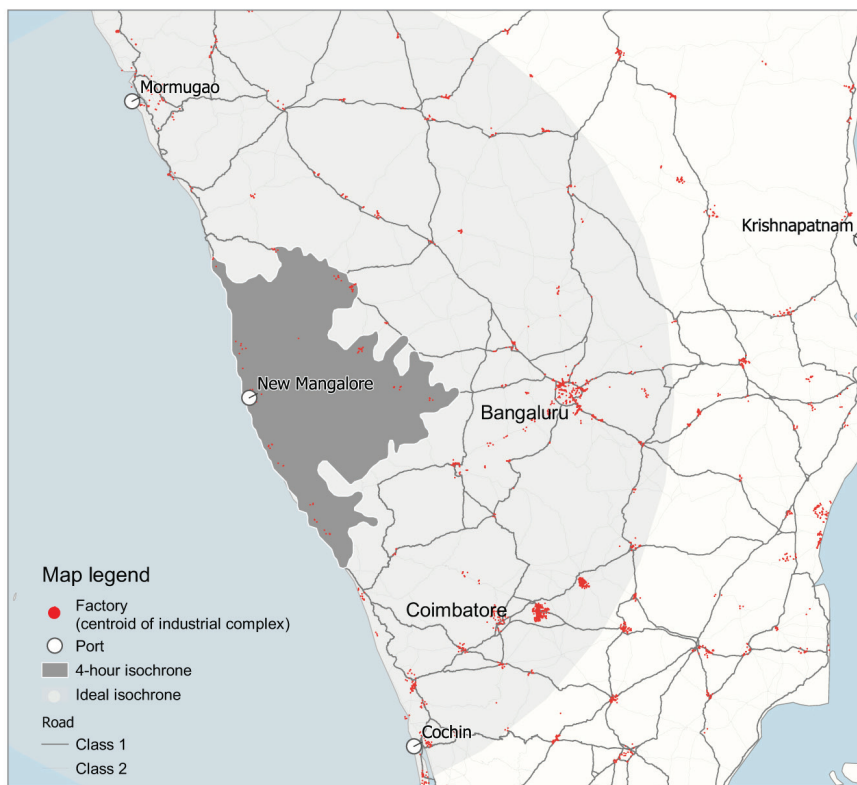 Mormugao
Krishnapatnam
New Mangalore
Bangaluru
Coimbatore
Cochin
Map legend
Factory
(centroid of industrial complex)
Port
4-hour isochrone
Ideal isochrone
Road
Class 1
Class 2